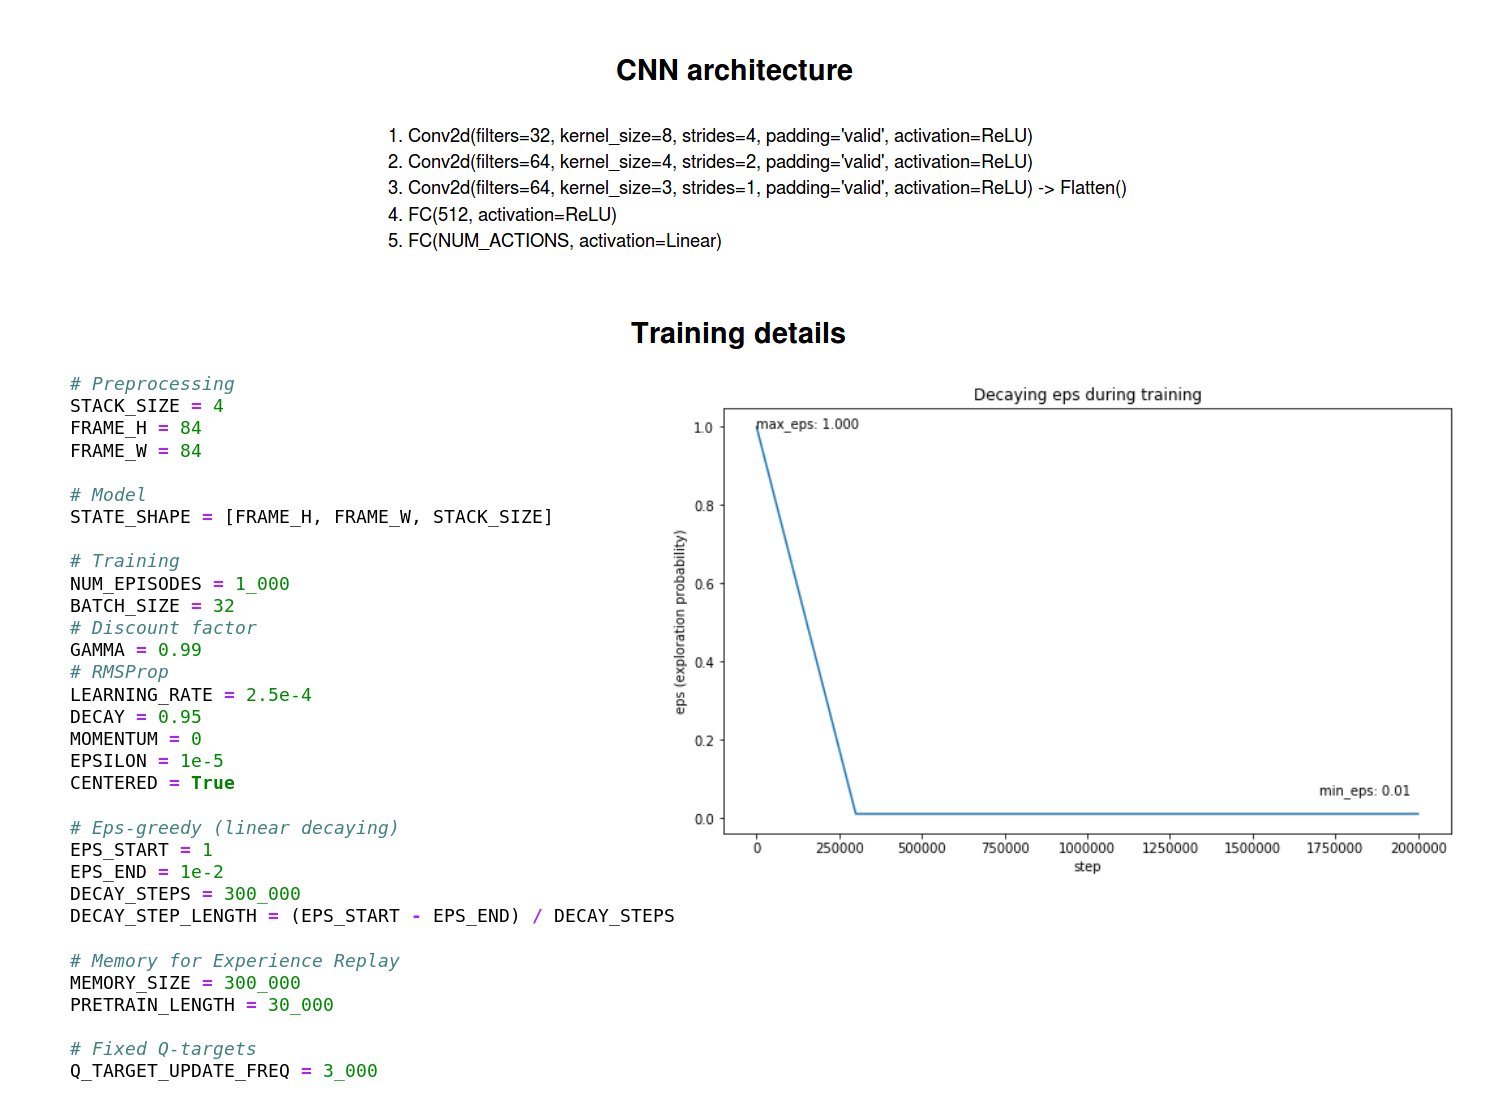 CNN architecture
1. Conv2d(filters=32, kernel_size=8, strides=4, padding='valid', activation=ReLU)
2. Conv2d(filters=64, kernel_size=4, strides=2, padding='valid', activation=ReLU)
3. Conv2d(filters=64, kernel_size=3, strides=1, padding='valid', activation=ReLU) -> Flatten()
4. FC(512, activation=ReLU)
5. FC(NUM_ACTIONS, activation=Linear)
Training details
# Preprocessing
STACK_SIZE = 4
FRAME_H = 84
FRAME_W = 84
# Model
STATE_SHAPE = [FRAME_H, FRAME_W, STACK_SIZE]
# Training
NUM_EPISODES = 1_000
BATCH_SIZE = 32
# Discount factor
GAMMA = 0.99
# RMSProp
LEARNING_RATE = 2.5e-4
DECAY = 0.95
MOMENTUM = 0
EPSILON = 1e-5
CENTERED = True
# Eps-greedy (linear decaying)
EPS_START = 1
EPS_END = 1e-2
DECAY_STEPS = 300_000
DECAY_STEP_LENGTH = (EPS_START - EPS_END) / DECAY_STEPS
# Memory for Experience Replay
MEMORY_SIZE = 300_000
PRETRAIN_LENGTH = 30_000
# Fixed Q-targets
Q_TARGET_UPDATE_FREQ = 3_000
Decaying eps during training
max_eps: 1.000
min_eps: 0.01
eps (exploration probability)
1.0
0.8
0.6
0.4
0.2
0.0
0 250000 500000 750000 1000000 1250000 1500000 1750000 2000000
step